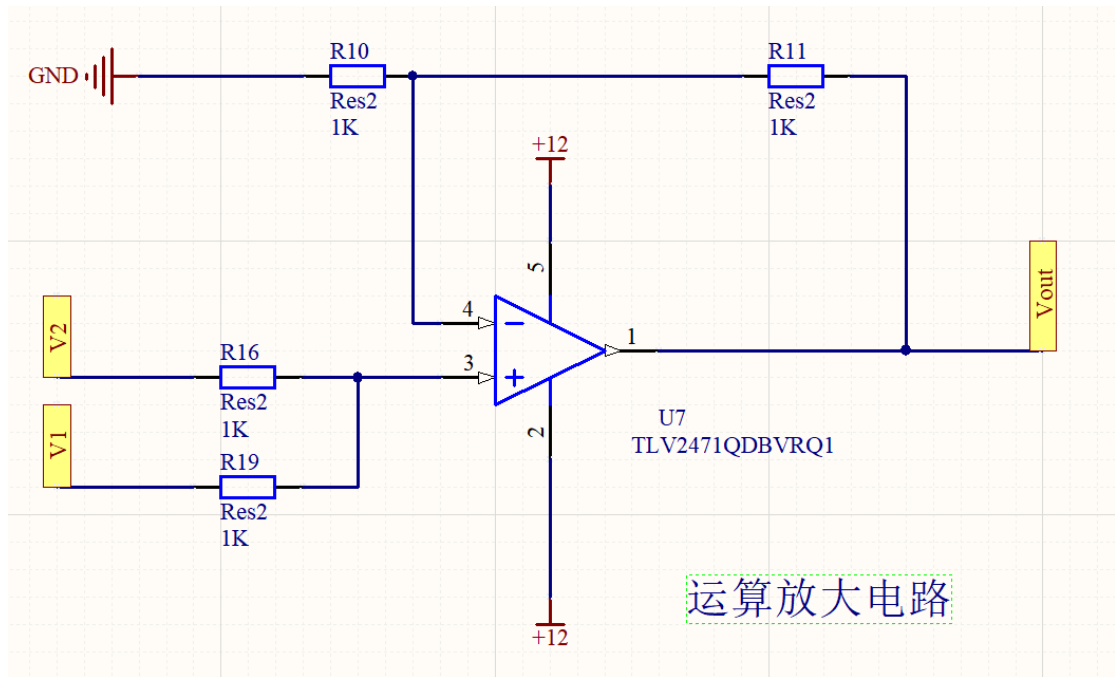 R10
R11
GND
Res2
1K
Res2
1K
+12
5
4
1
3
2
V2
V1
Vout
R16
Res2
1K
R19
Res2
1K
U7
TLV2471QDBVRQ1
+12
运算放大电路